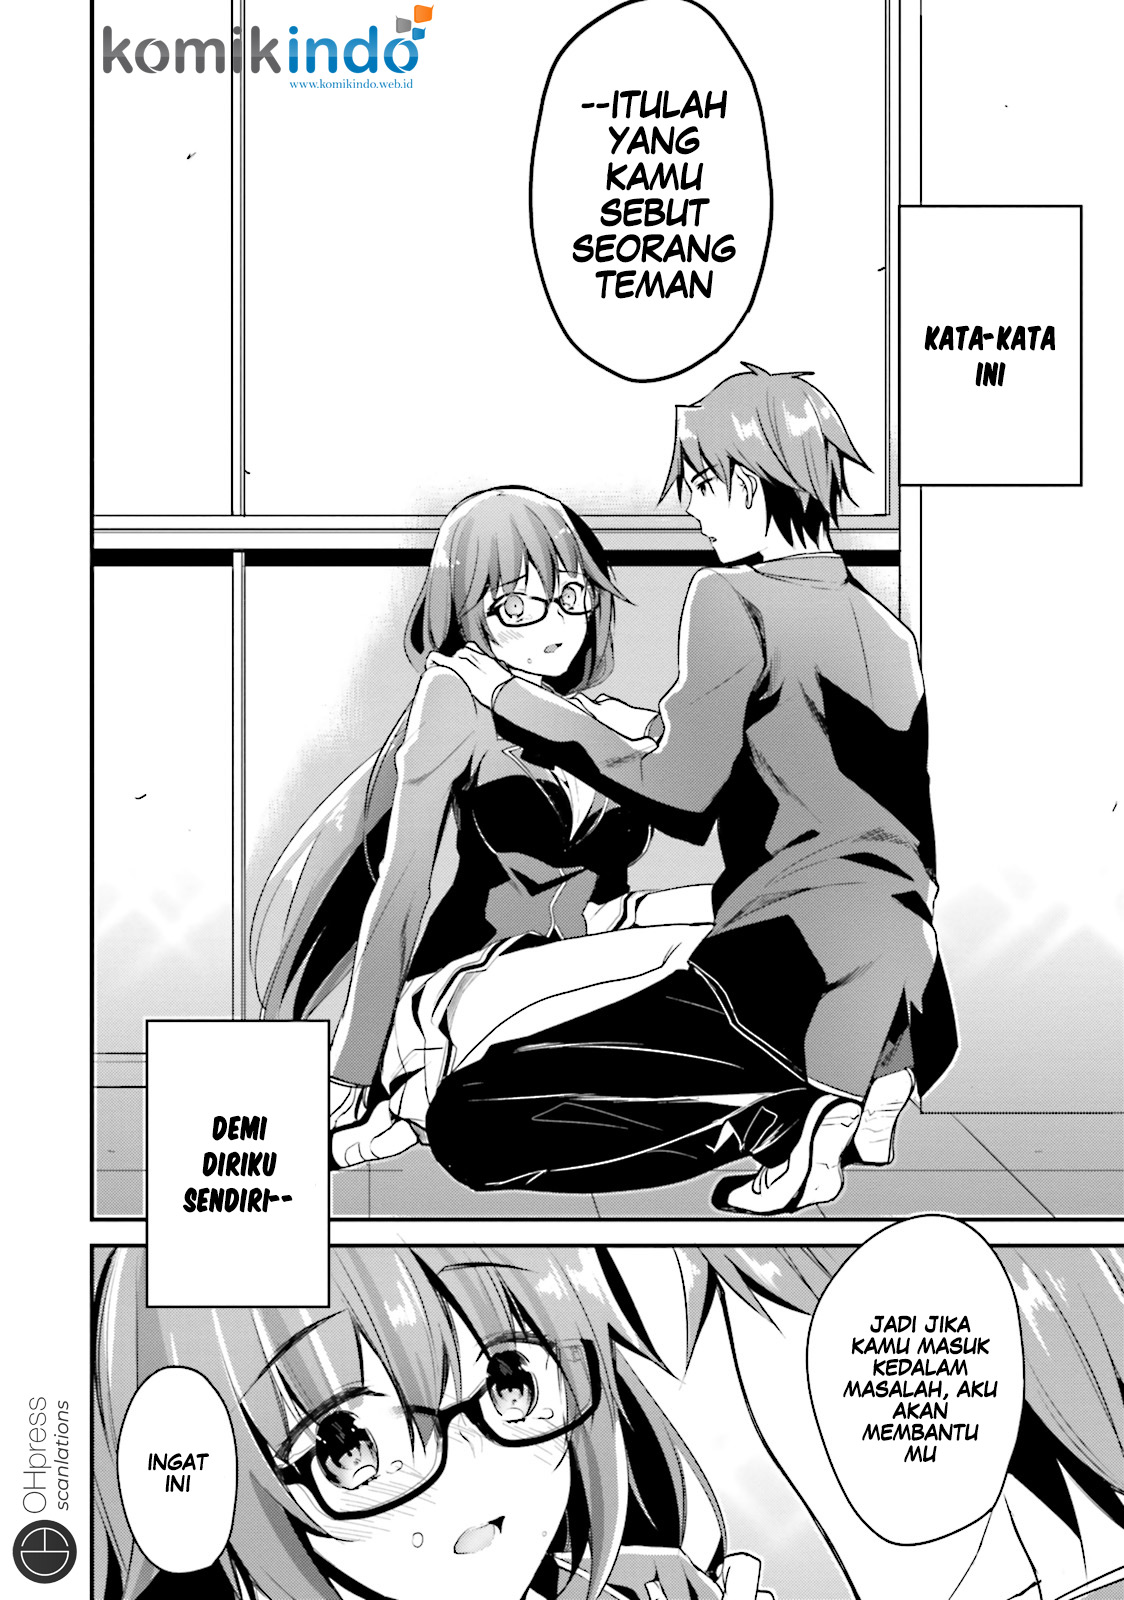 komikindo
www.komikindo.web.id
--ITULAH
YANG
KAMU
SEBUT
SEORANG
TEMAN
KATA-KATA
INI
DEMI
DIRIKU
SENDIRI--
JADI JIKA
KAMU MASUK
KEDALAM
MASALAH, AKU
AKAN
MEMBANTU
MU
INGAT
INI
OHpress
scanlations